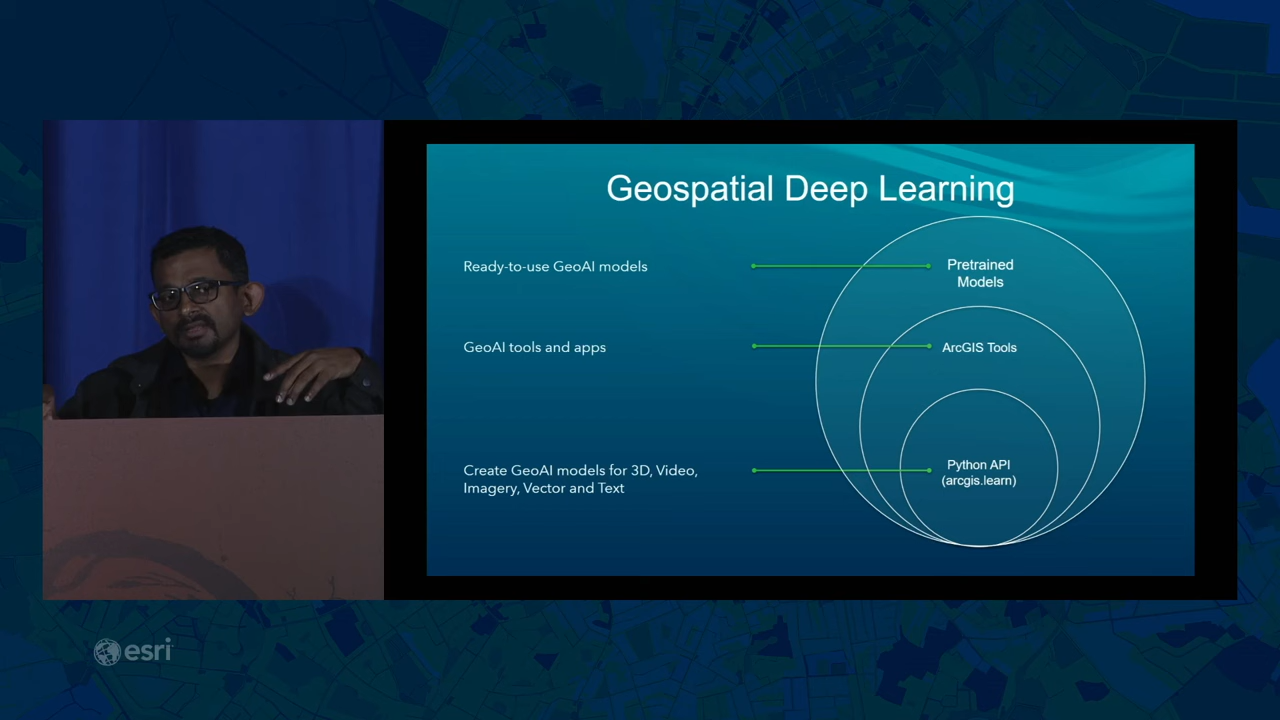 Geospatial Deep Learning
Ready-to-use GeoAI models
Pretrained
Models
GeoAI tools and apps
ArcGIS Tools
Create GeoAI models for 3D, Video,
Imagery, Vector and Text
Python API
(arcgis.learn)
esri